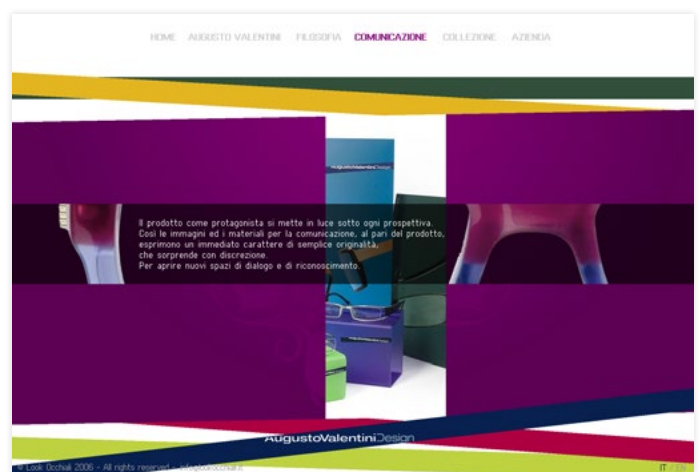 HOME AUGUSTO VALENTINI FILOSOFIA COMUNICAZIONE COLLEZIONE AZIENDA
AugustoValentiniDesign
Il prodotto come protagonista si mette in luce sotto ogni prospettiva.
Così le immagini ed i materiali per la comunicazione, al pari del prodotto,
esprimono un immediato carattere di semplice originalità,
che sorprende con discrezione.
Per aprire nuovi spazi di dialogo e di riconoscimento.
AugustoValentiniDesign
© Look Occhiali 2006 - All rights reserved -
IT / EN